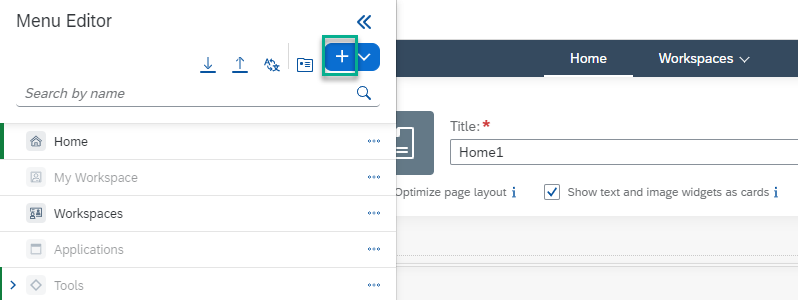 Menu Editor
Home
Workspaces
Search by name
Title: *
Home1
Optimize page layout
Show text and image widgets as cards
Home
My Workspace
Workspaces
Applications
Tools